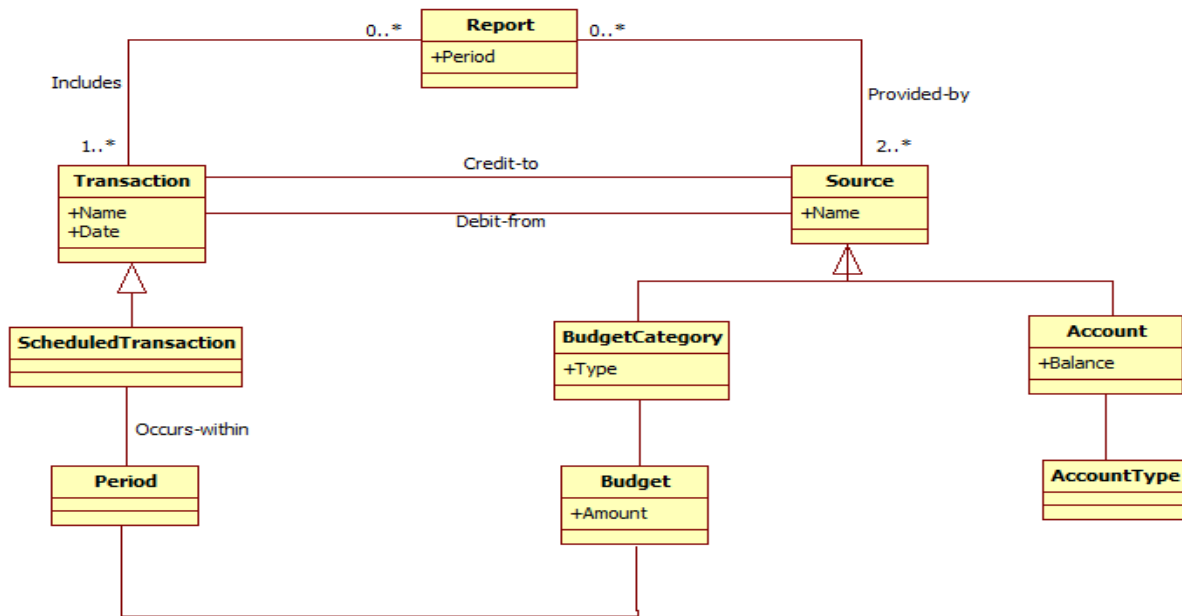 Report
0..*
0..*
+Period
Includes
Provided-by
1..*
2..*
Credit-to
Transaction
Source
+Name
+Date
+Name
Debit-from
ScheduledTransaction
BudgetCategory
+Type
Account
+Balance
Occurs-within
Period
Budget
+Amount
AccountType